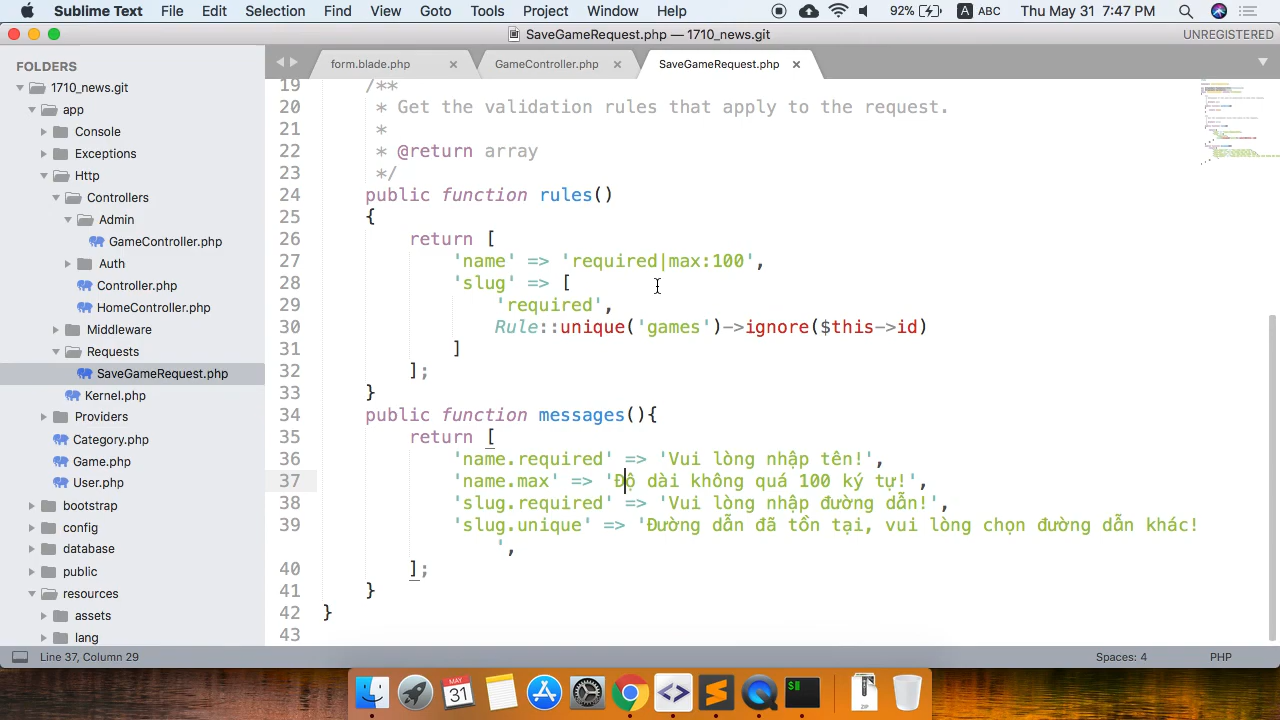 Sublime Text File Edit Selection Find View Goto Tools Project Window Help 92% A ABC Thu May 31 7:47 PM
SaveGameRequest.php — 1710_news.git UNREGISTERED
FOLDERS
1710_news.git
app
Console
Exceptions
Http
Controllers
Admin
GameController.php
Auth
Controller.php
HomeController.php
Middleware
Requests
SaveGameRequest.php
Kernel.php
Providers
Category.php
Game.php
User.php
bootstrap
config
database
public
resources
assets
lang
form.blade.php GameController.php SaveGameRequest.php
19 /**
20 * Get the validation rules that apply to the request.
21 *
22 * @return array
23 */
24 public function rules()
25 {
26 return [
27 'name' => 'required|max:100',
28 'slug' => [
29 'required',
30 Rule::unique('games')->ignore($this->id)
31 ]
32 ];
33 }
34 public function messages(){
35 return [
36 'name.required' => 'Vui lòng nhập tên!',
37 'name.max' => 'Độ dài không quá 100 ký tự!',
38 'slug.required' => 'Vui lòng nhập đường dẫn!',
39 'slug.unique' => 'Đường dẫn đã tồn tại, vui lòng chọn đường dẫn khác!
',
40 ];
41 }
42 }
43
Line 37, Column 29 Spaces: 4 PHP
MAY
31
ZIP